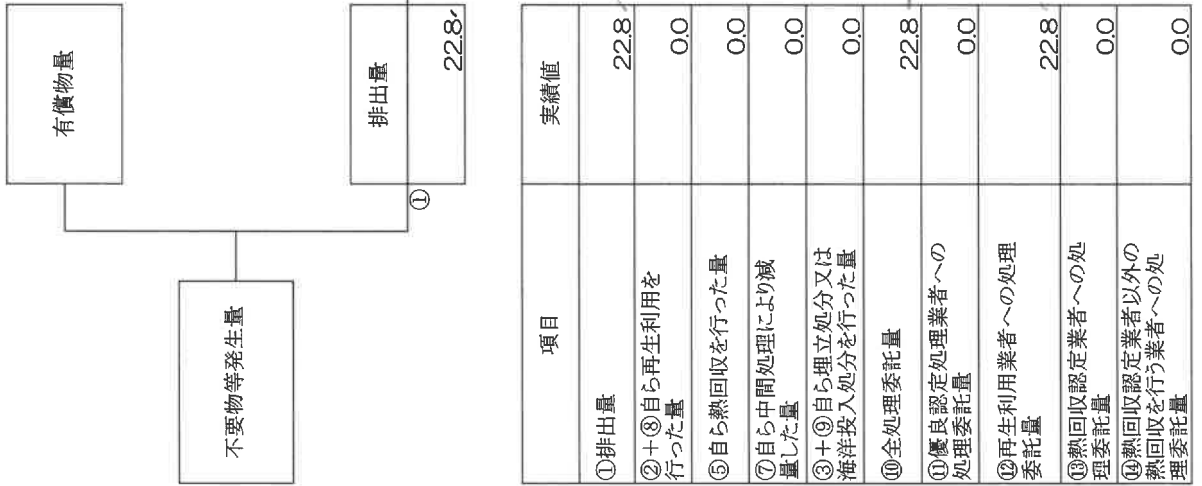 有償物量
不要物等発生量
排出量
①
22.8
項目
実績値
①排出量
22.8
②+⑧自ら再生利用を
行った量
0.0
⑤自ら熱回収を行った量
0.0
⑦自ら中間処理により減
量した量
0.0
③+⑨自ら埋立処分又は
海洋投入処分を行った量
0.0
⑩全処理委託量
22.8
⑪優良認定処理業者への
処理委託量
0.0
⑫再生利用業者への処理
委託量
22.8
⑬熱回収認定業者への処
理委託量
0.0
⑭熱回収認定業者以外の
熱回収を行う業者への処
理委託量
0.0